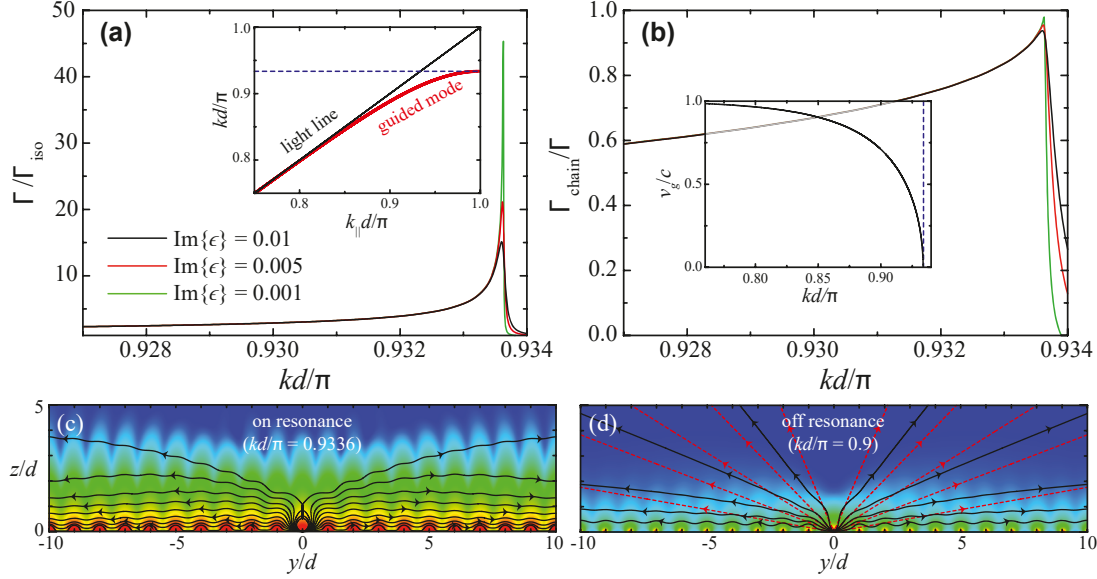 50
40
30
20
10
Γ/Γiso
(a)
1.0
0.9
0.8
kd/π
light line
guided mode
0.8
0.9
1.0
k||d/π
Im{ϵ} = 0.01
Im{ϵ} = 0.005
Im{ϵ} = 0.001
0.928
0.930
0.932
0.934
kd/π
1.0
0.8
0.6
0.4
0.2
0.0
Γchain/Γ
(b)
1.0
0.5
0.0
vg/c
0.80
0.85
0.90
kd/π
0.928
0.930
0.932
0.934
kd/π
5
0
z/d
(c)
on resonance
(kd/π = 0.9336)
-10
-5
0
5
10
y/d
(d)
off resonance
(kd/π = 0.9)
-10
-5
0
5
10
y/d